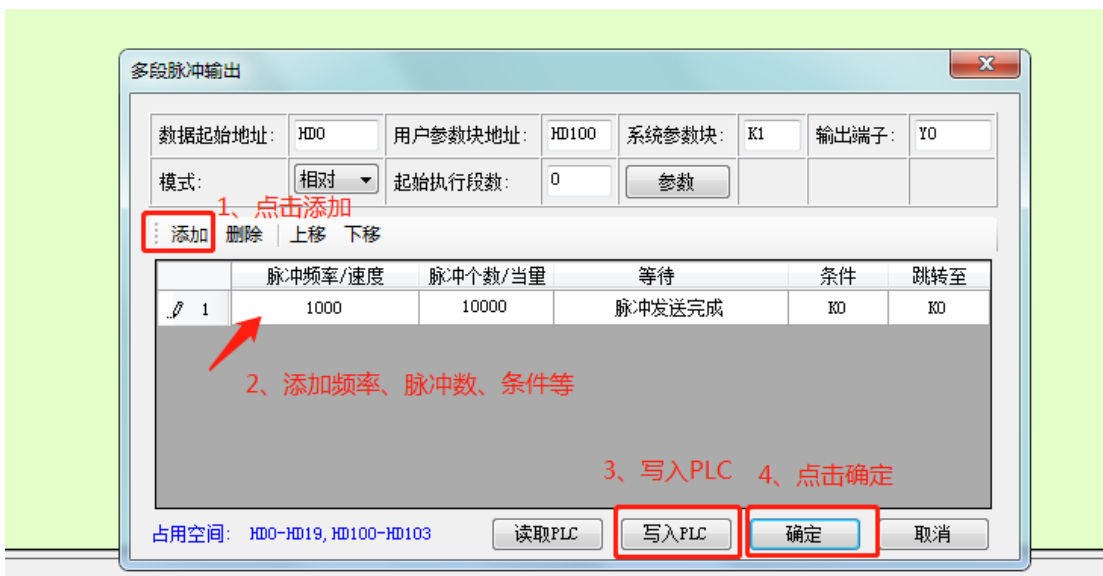 多段脉冲输出
数据起始地址: HD0 用户参数块地址: HD100 系统参数块: K1 输出端子: Y0
模式: 相对 起始执行段数: 0 参数
1、点击添加
添加 删除 上移 下移
脉冲频率/速度 脉冲个数/当量 等待 条件 跳转至
1 1000 10000 脉冲发送完成 K0 K0
2、添加频率、脉冲数、条件等
3、写入PLC 4、点击确定
占用空间: HD0-HD19, HD100-HD103 读取PLC 写入PLC 确定 取消